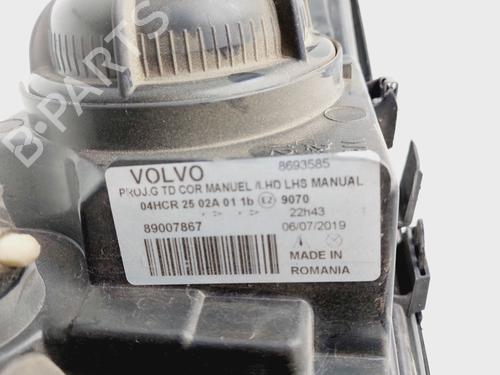 VOLVO 8693585
PROJ.G TD COR MANUEL /LHD LHS MANUAL
04HCR 25 02A 01 1b E2 9070
22h43
89007867 06/07/2019
MADE IN
ROMANIA
B-PARTS